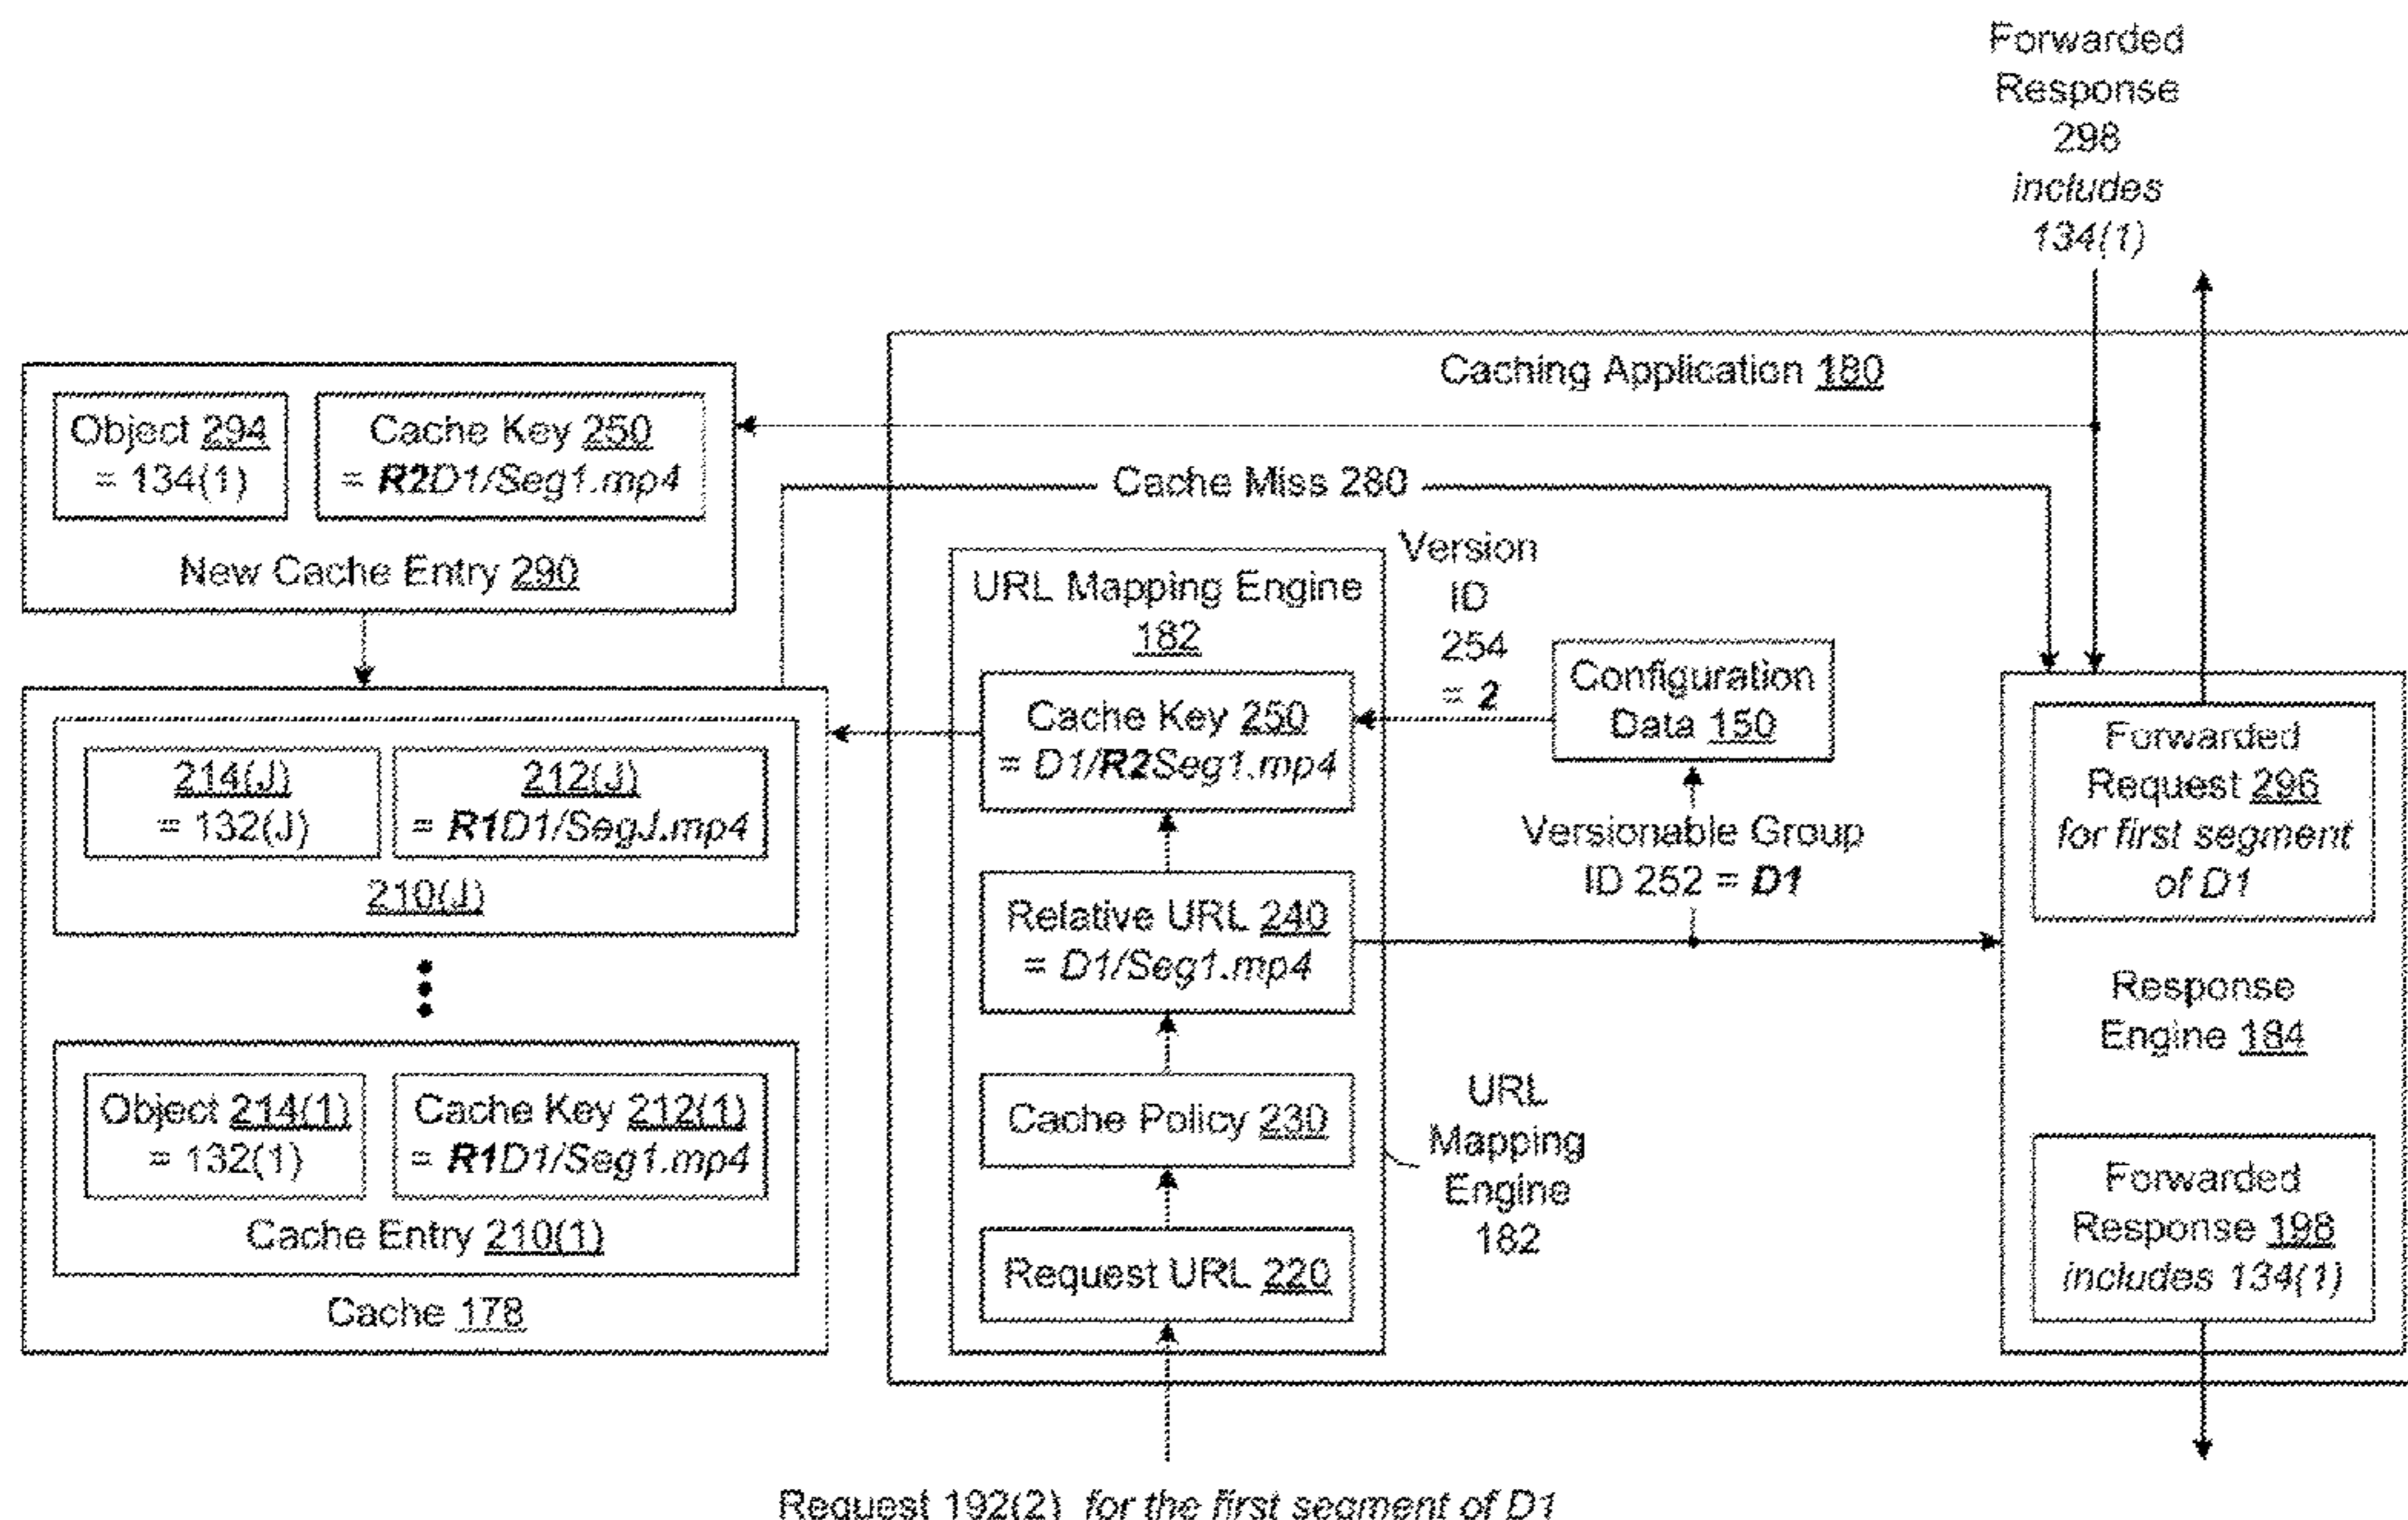 Forwarded
Response
298
includes
134(1)
Caching Application 180
Object 294
= 134(1)
Cache Key 250
= R2D1/Seg1.mp4
New Cache Entry 290
Cache Miss 280
URL Mapping Engine
182
Version
ID
254
= 2
Configuration
Data 150
Cache Key 250
= D1/R2Seg1.mp4
Versionable Group
ID 252 = D1
Relative URL 240
= D1/Seg1.mp4
Cache Policy 230
Request URL 220
URL
Mapping
Engine
182
214(J)
= 132(J)
212(J)
= R1D1/SegJ.mp4
210(J)
Object 214(1)
= 132(1)
Cache Key 212(1)
= R1D1/Seg1.mp4
Cache Entry 210(1)
Cache 178
Forwarded
Request 296
for first segment
of D1
Response
Engine 184
Forwarded
Response 198
includes 134(1)
Request 192(2) for the first segment of D1